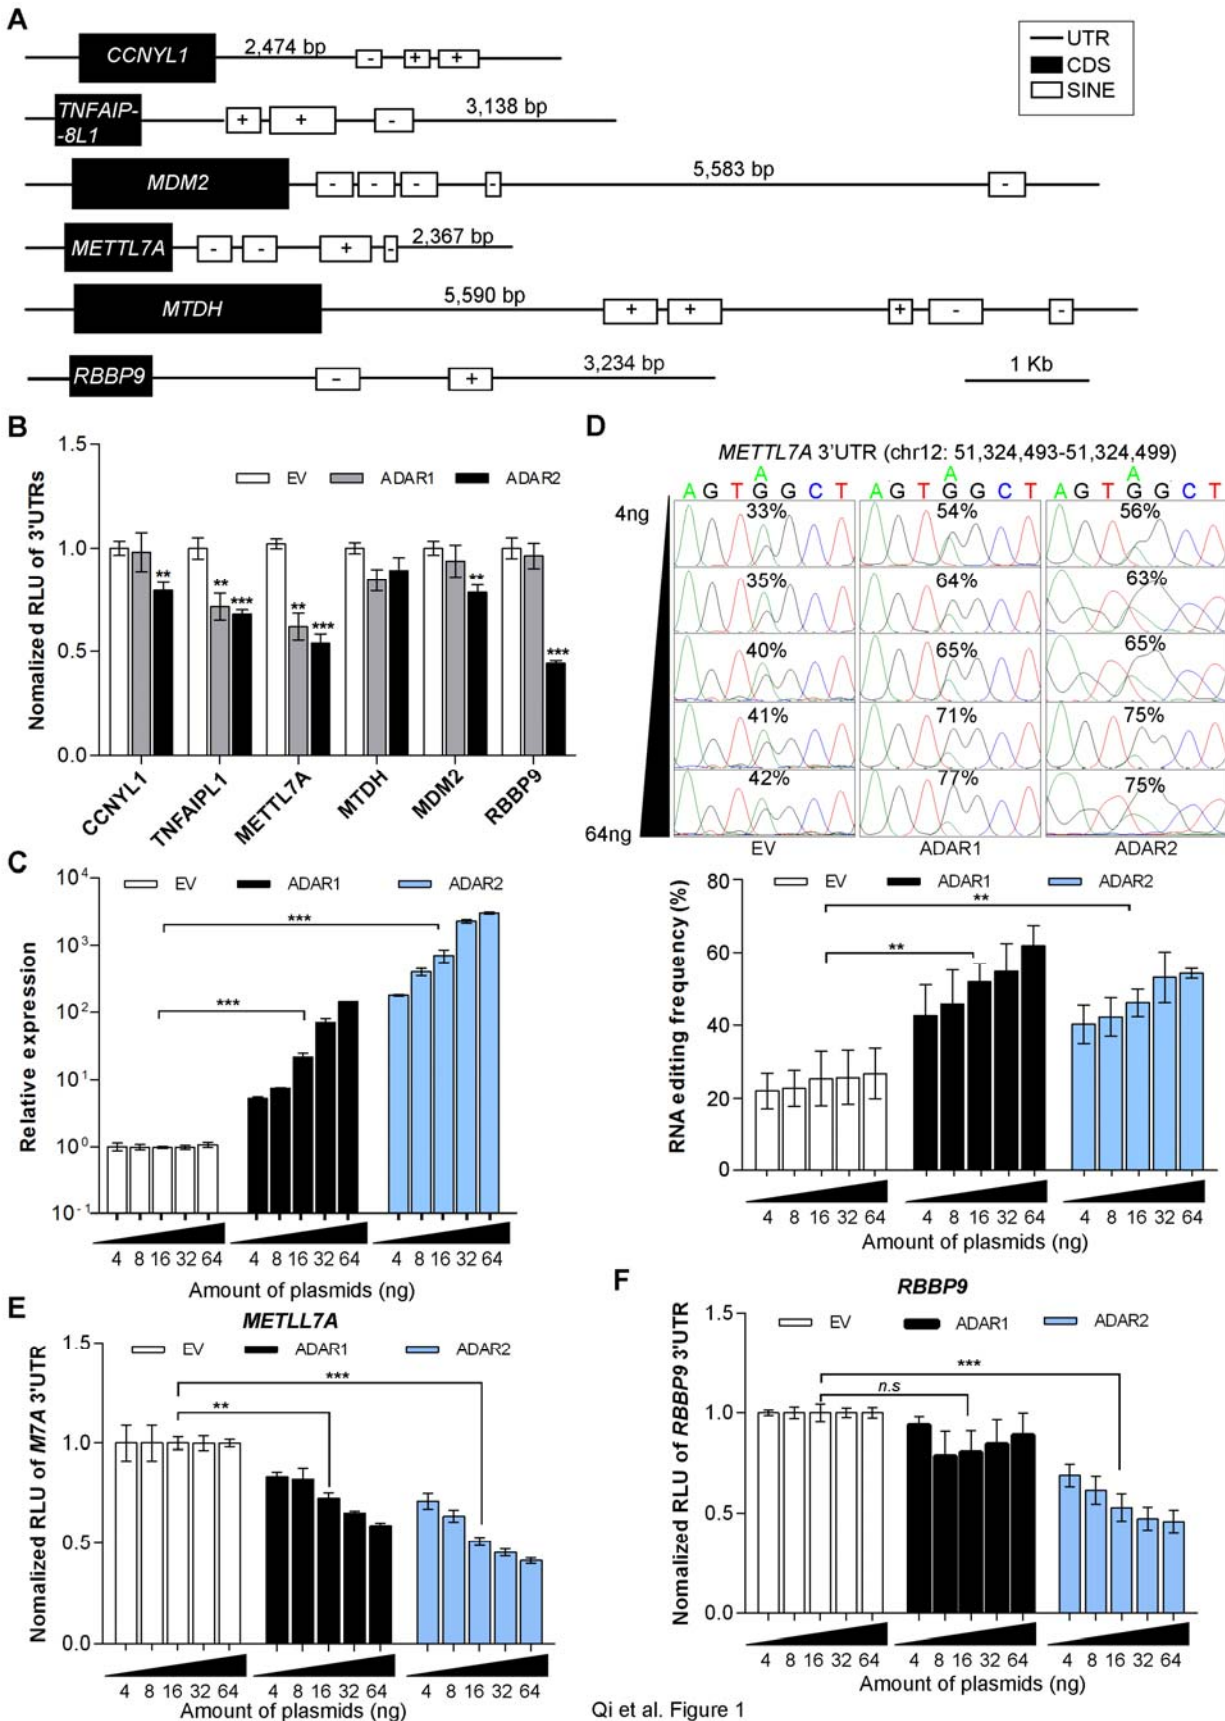 A
CCNYL1 2,474 bp - + +
UTR
CDS
SINE
TNFAIP-
-8L1 + + - 3,138 bp
MDM2 - - - - 5,583 bp -
METTL7A - - + - 2,367 bp
MTDH 5,590 bp + + + - -
RBBP9 - + 3,234 bp
1 Kb
B
Nomalized RLU of 3'UTRs
1.5
1.0
0.5
0.0
EV ADAR1 ADAR2
** ** *** ** *** ** ***
CCNYL1 TNFAIPL1 METTL7A MTDH MDM2 RBBP9
C
Relative expression
10⁴
10³
10²
10¹
10⁰
10⁻¹
EV ADAR1 ADAR2
***
***
4 8 16 32 64 4 8 16 32 64 4 8 16 32 64
Amount of plasmids (ng)
D
METTL7A 3'UTR (chr12: 51,324,493-51,324,499)
A A A
A G T G G C T A G T G G C T A G T G G C T
4ng 33% 54% 56%
35% 64% 63%
40% 65% 65%
41% 71% 75%
42% 77% 75%
64ng
EV ADAR1 ADAR2
RNA editing frequency (%)
80
60
40
20
0
EV ADAR1 ADAR2
**
**
4 8 16 32 64 4 8 16 32 64 4 8 16 32 64
Amount of plasmids (ng)
E
METLL7A
Nomalized RLU of M7A 3'UTR
1.5
1.0
0.5
0.0
EV ADAR1 ADAR2
***
**
4 8 16 32 64 4 8 16 32 64 4 8 16 32 64
Amount of plasmids (ng)
F
RBBP9
Nomalized RLU of RBBP9 3'UTR
1.5
1.0
0.5
0.0
EV ADAR1 ADAR2
***
n.s
4 8 16 32 64 4 8 16 32 64 4 8 16 32 64
Amount of plasmids (ng)
Qi et al. Figure 1